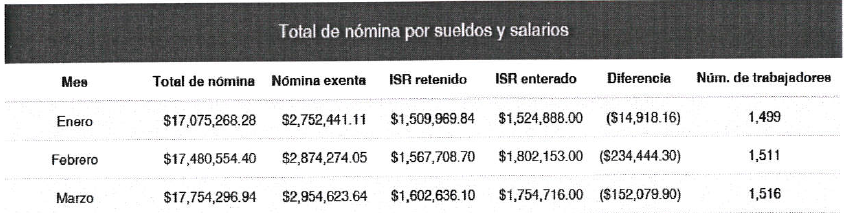 Total de nómina por sueldos y salarios
Mes Total de nómina Nómina exenta ISR retenido ISR enterado Diferencia Núm. de trabajadores
Enero $17,075,268.28 $2,752,441.11 $1,509,969.84 $1,524,888.00 ($14,918.16) 1,499
Febrero $17,480,554.40 $2,874,274.05 $1,567,708.70 $1,802,153.00 ($234,444.30) 1,511
Marzo $17,754,296.94 $2,954,623.64 $1,602,636.10 $1,754,716.00 ($152,079.90) 1,516